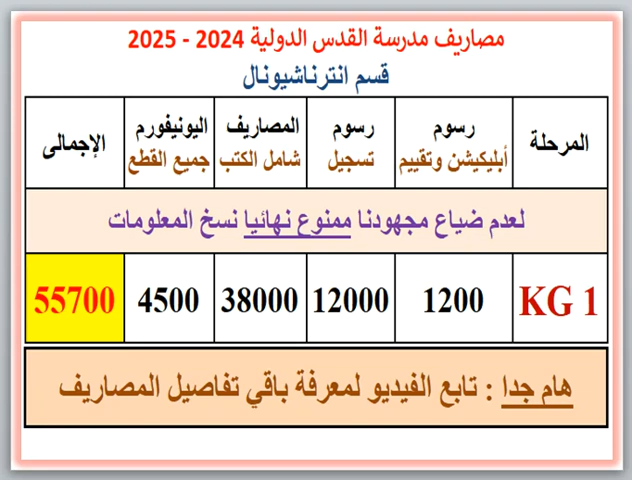 مصاريف مدرسة القدس الدولية 2024 - 2025
قسم انترناشيونال
المرحلة
رسوم
أبليكيشن وتقييم
رسوم
تسجيل
المصاريف
شامل الكتب
اليونيفورم
جميع القطع
الإجمالى
لعدم ضياع مجهودنا ممنوع نهائيا نسخ المعلومات
KG 1
1200
12000
38000
4500
55700
هام جدا : تابع الفيديو لمعرفة باقي تفاصيل المصاريف